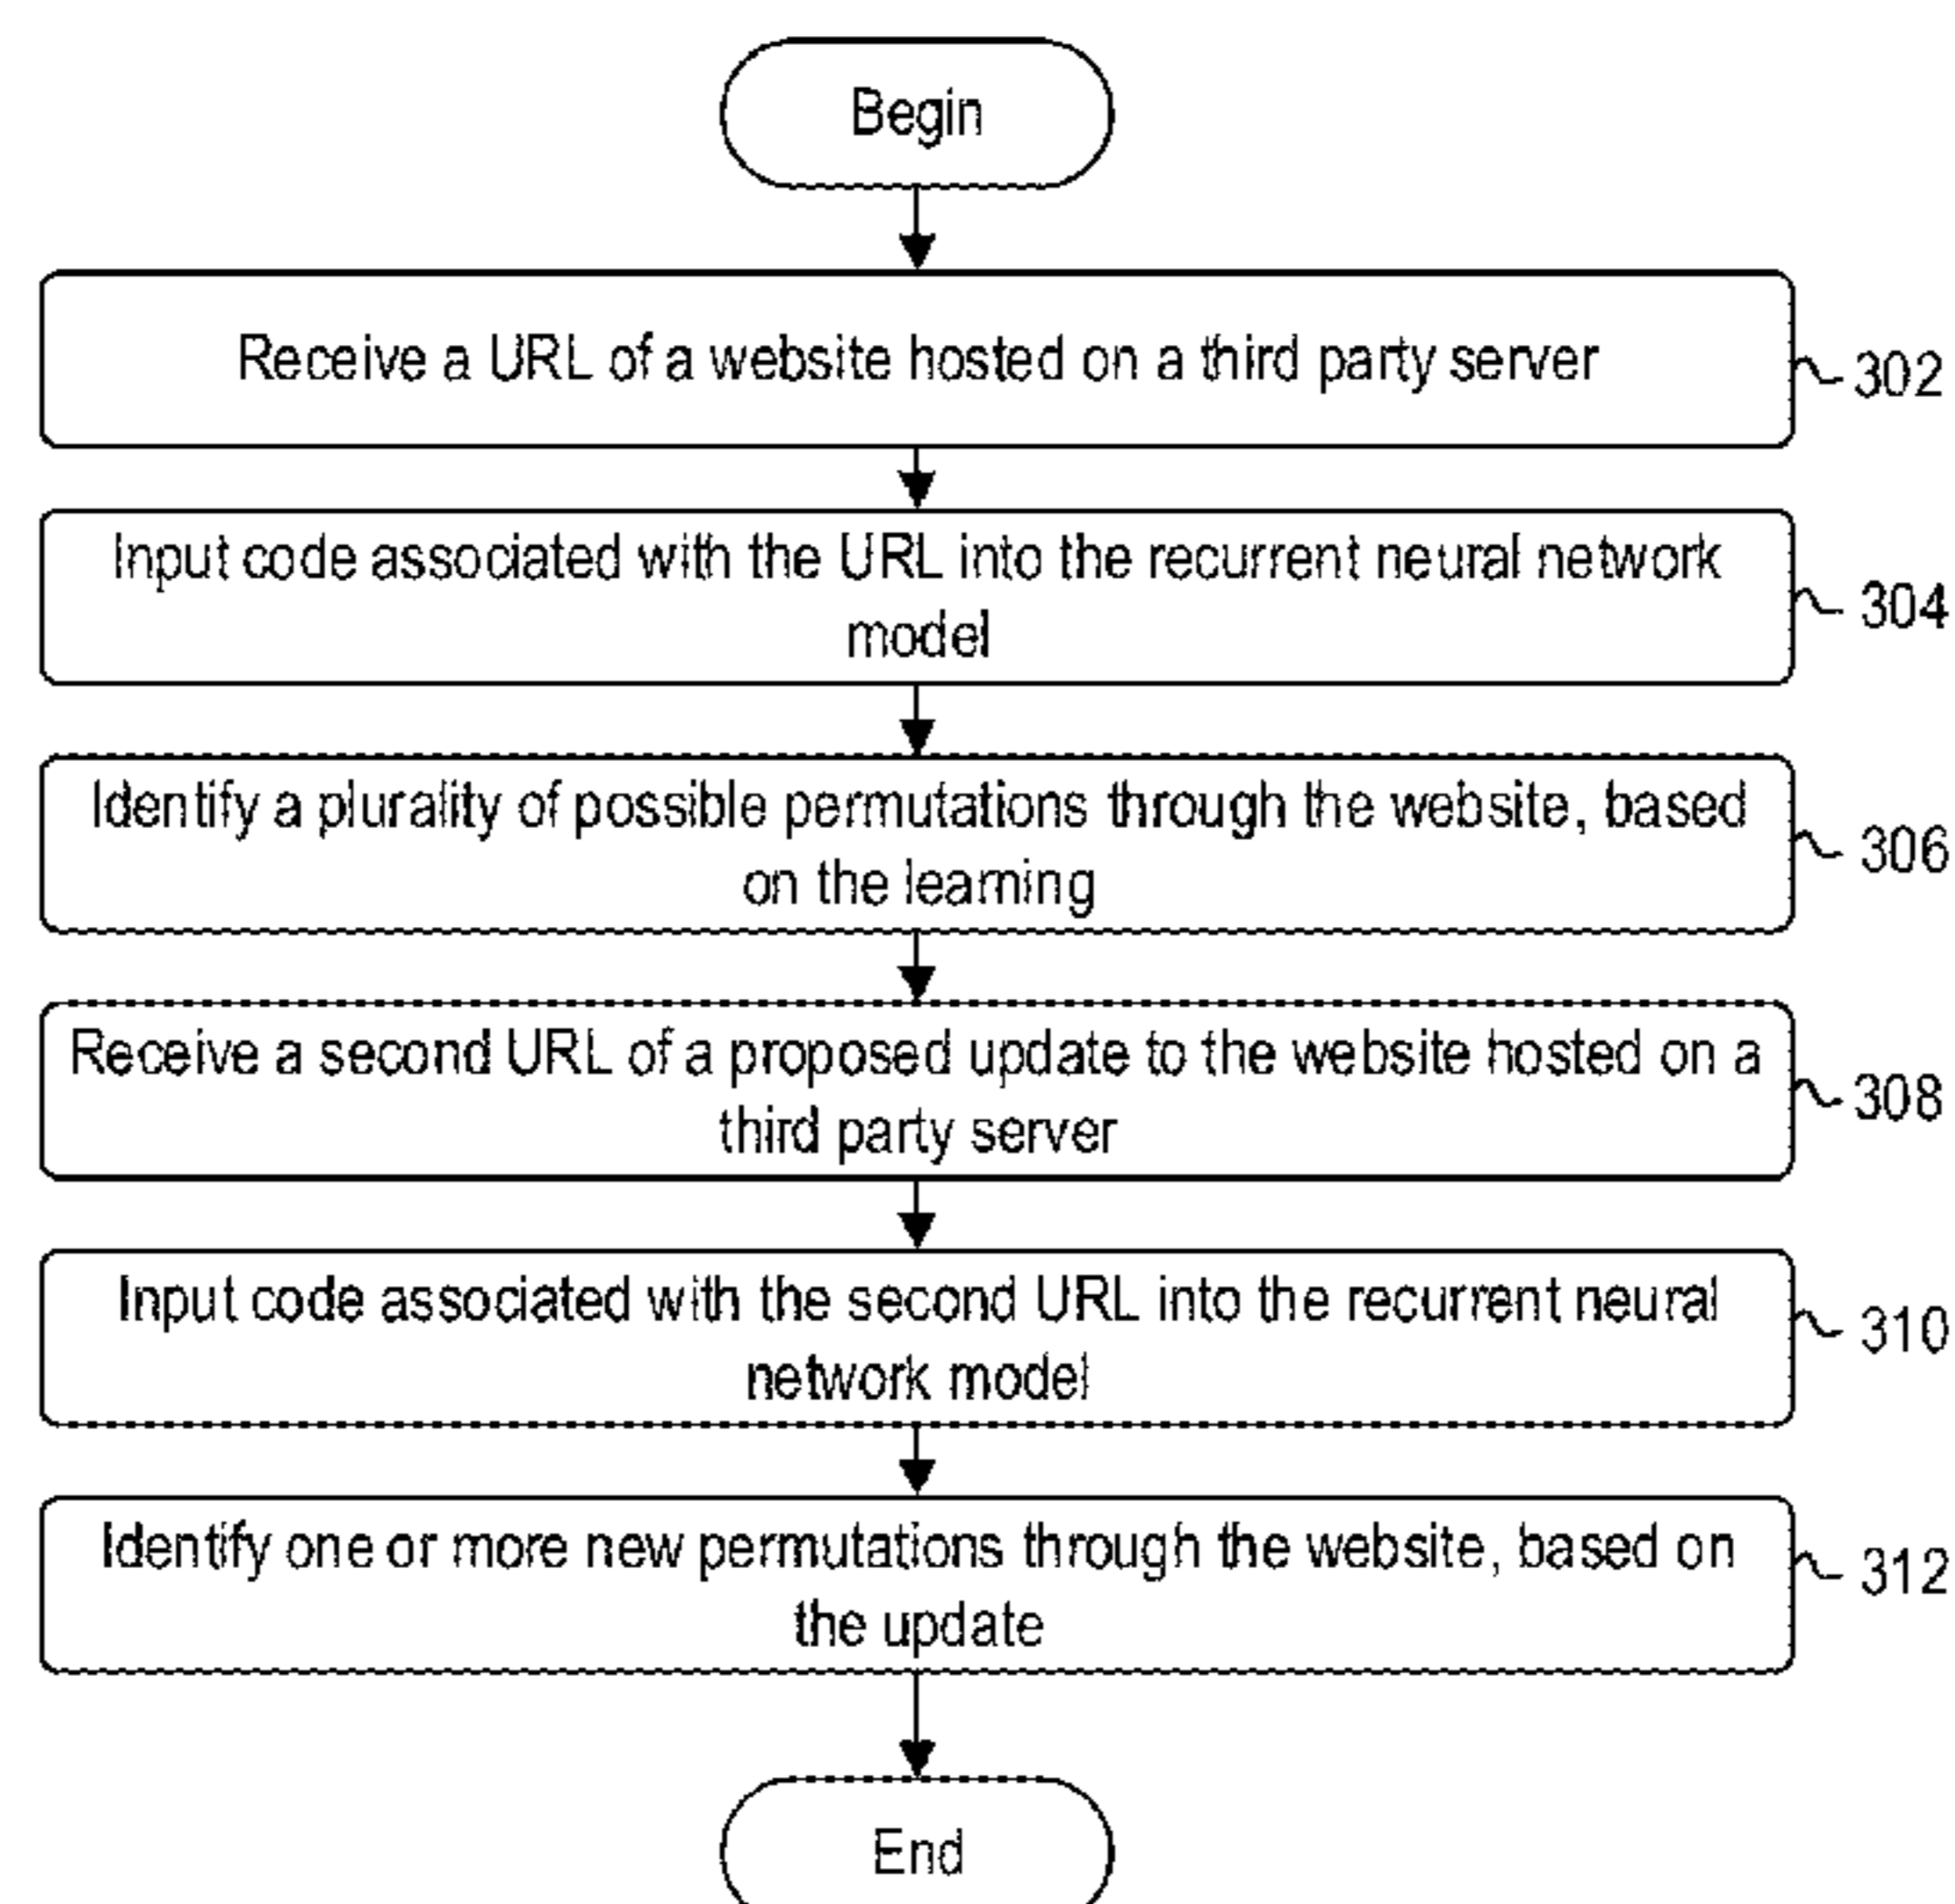 Begin
Receive a URL of a website hosted on a third party server
302
Input code associated with the URL into the recurrent neural network
model
304
Identify a plurality of possible permutations through the website, based
on the learning
306
Receive a second URL of a proposed update to the website hosted on a
third party server
308
Input code associated with the second URL into the recurrent neural
network model
310
Identify one or more new permutations through the website, based on
the update
312
End